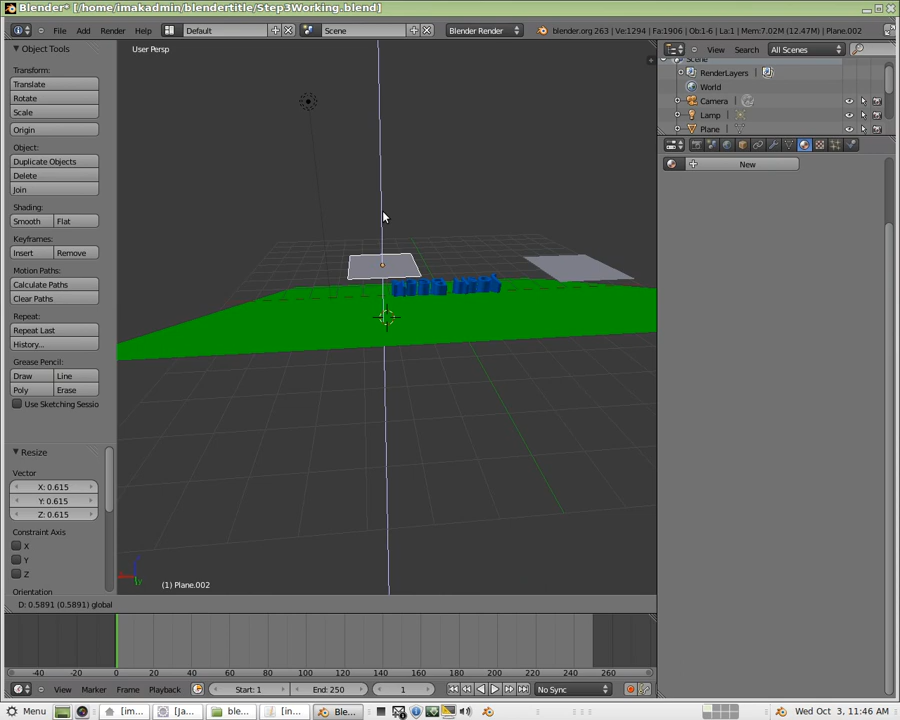 Blender* [/home/imakadmin/blendertitle/Step3Working.blend]
File Add Render Help Default Scene Blender Render blender.org 263 | Ve:1294 | Fa:1906 | Ob:1-6 | La:1 | Mem:7.02M (12.47M) | Plane.002
Object Tools
User Persp
View Search All Scenes
Scene
RenderLayers
World
Camera
Lamp
Plane
New
Transform:
Translate
Rotate
Scale
Origin
Object:
Duplicate Objects
Delete
Join
Shading:
Smooth Flat
Keyframes:
Insert Remove
Motion Paths:
Calculate Paths
Clear Paths
Repeat:
Repeat Last
History...
Grease Pencil:
Draw Line
Poly Erase
Use Sketching Sessio
Resize
Vector
X: 0.615
Y: 0.615
Z: 0.615
Constraint Axis
X
Y
Z
Orientation
(1) Plane.002
D: 0.5891 (0.5891) global
-40 -20 0 20 40 60 80 100 120 140 160 180 200 220 240 260
View Marker Frame Playback Start: 1 End: 250 1 No Sync
Menu [im... [Ja... ble... [in... Ble... Wed Oct 3, 11:46 AM